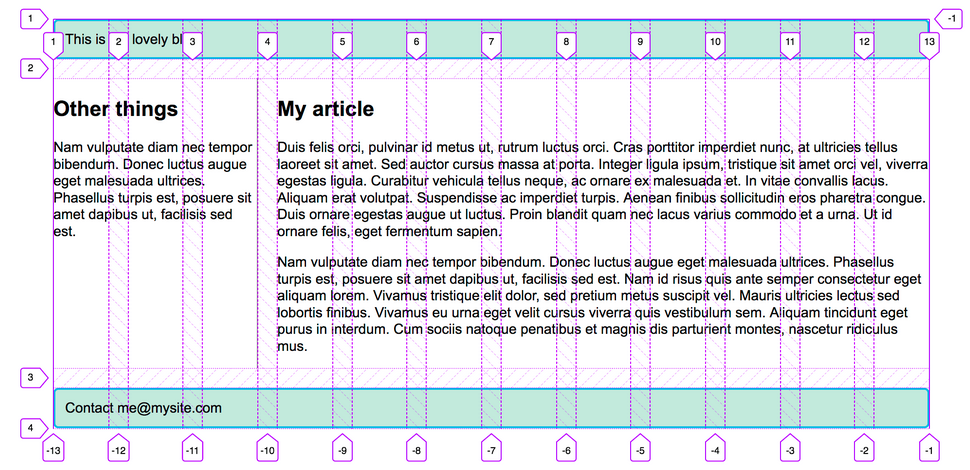 1 -1
This is lovely bl
1 2 3 4 5 6 7 8 9 10 11 12 13
2
Other things
Nam vulputate diam nec tempor
bibendum. Donec luctus augue
eget malesuada ultrices.
Phasellus turpis est, posuere sit
amet dapibus ut, facilisis sed
est.
My article
Duis felis orci, pulvinar id metus ut, rutrum luctus orci. Cras porttitor imperdiet nunc, at ultricies tellus
laoreet sit amet. Sed auctor cursus massa at porta. Integer ligula ipsum, tristique sit amet orci vel, viverra
egestas ligula. Curabitur vehicula tellus neque, ac ornare ex malesuada et. In vitae convallis lacus.
Aliquam erat volutpat. Suspendisse ac imperdiet turpis. Aenean finibus sollicitudin eros pharetra congue.
Duis ornare egestas augue ut luctus. Proin blandit quam nec lacus varius commodo et a urna. Ut id
ornare felis, eget fermentum sapien.
Nam vulputate diam nec tempor bibendum. Donec luctus augue eget malesuada ultrices. Phasellus
turpis est, posuere sit amet dapibus ut, facilisis sed est. Nam id risus quis ante semper consectetur eget
aliquam lorem. Vivamus tristique elit dolor, sed pretium metus suscipit vel. Mauris ultricies lectus sed
lobortis finibus. Vivamus eu urna eget velit cursus viverra quis vestibulum sem. Aliquam tincidunt eget
purus in interdum. Cum sociis natoque penatibus et magnis dis parturient montes, nascetur ridiculus
mus.
3
Contact me@mysite.com
4
-13 -12 -11 -10 -9 -8 -7 -6 -5 -4 -3 -2 -1